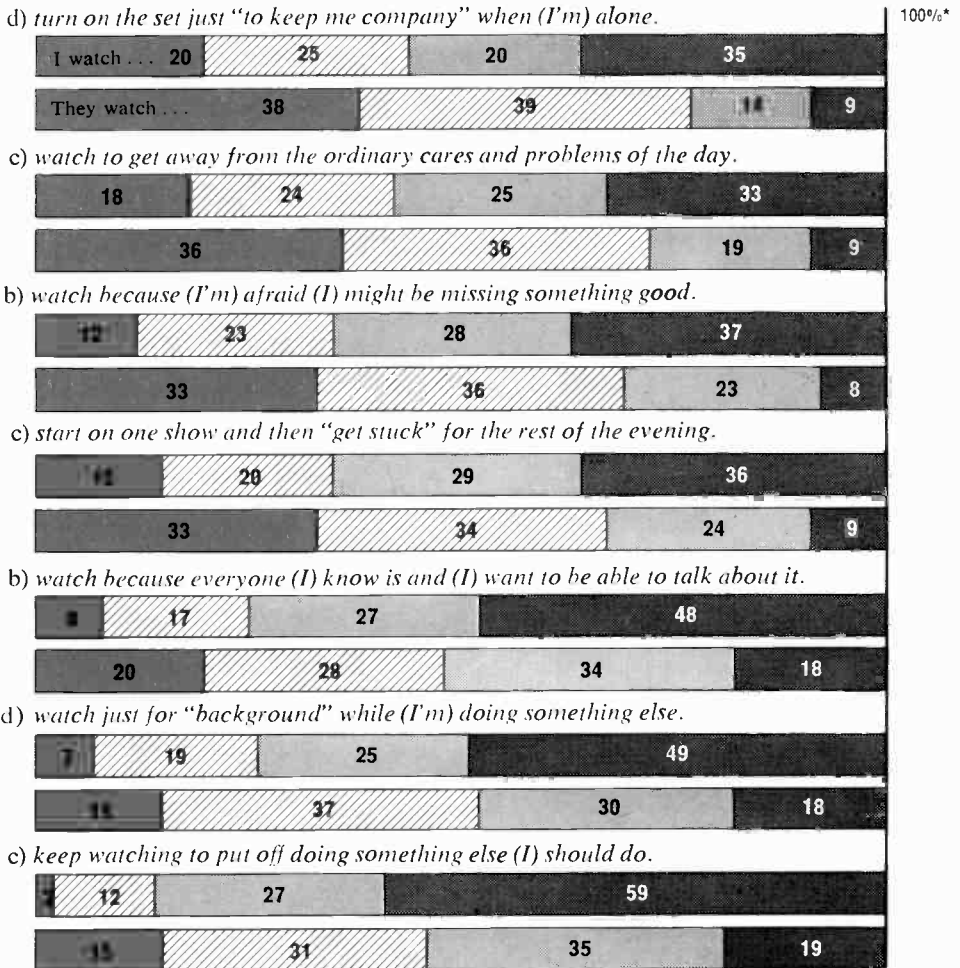 d) turn on the set just “to keep me company” when (I’m) alone.
100%*
I watch ... 20 25 20 35
They watch ... 38 39 14 9
c) watch to get away from the ordinary cares and problems of the day.
18 24 25 33
36 36 19 9
b) watch because (I’m) afraid (I) might be missing something good.
12 23 28 37
33 36 23 8
c) start on one show and then “get stuck” for the rest of the evening.
20 29 36
33 34 24 9
b) watch because everyone (I) know is and (I) want to be able to talk about it.
17 27 48
20 28 34 18
d) watch just for “background” while (I’m) doing something else.
7 19 25 49
37 30 18
c) keep watching to put off doing something else (I) should do.
12 27 59
15 31 35 19